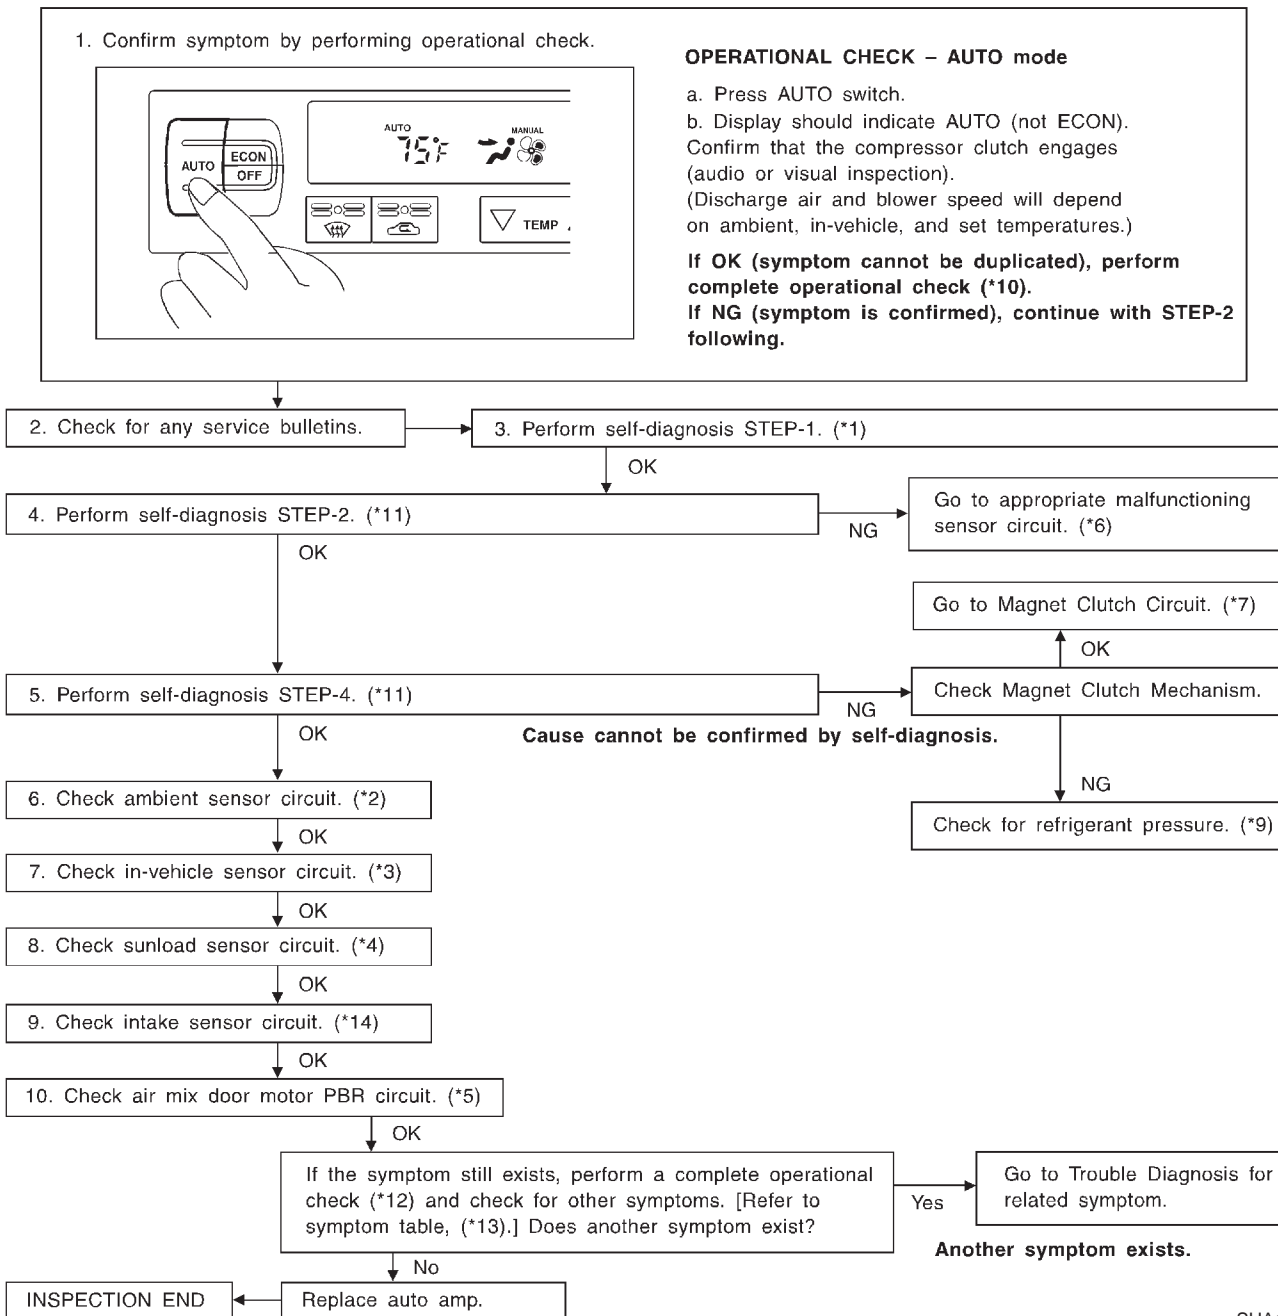 1. Confirm symptom by performing operational check.
AUTO
ECON
OFF
AUTO
75°F
MANUAL
TEMP
OPERATIONAL CHECK – AUTO mode
a. Press AUTO switch.
b. Display should indicate AUTO (not ECON).
Confirm that the compressor clutch engages
(audio or visual inspection).
(Discharge air and blower speed will depend
on ambient, in-vehicle, and set temperatures.)
If OK (symptom cannot be duplicated), perform
complete operational check (*10).
If NG (symptom is confirmed), continue with STEP-2
following.
2. Check for any service bulletins.
3. Perform self-diagnosis STEP-1. (*1)
OK
4. Perform self-diagnosis STEP-2. (*11)
NG
Go to appropriate malfunctioning
sensor circuit. (*6)
OK
Go to Magnet Clutch Circuit. (*7)
OK
5. Perform self-diagnosis STEP-4. (*11)
NG
Check Magnet Clutch Mechanism.
OK
Cause cannot be confirmed by self-diagnosis.
NG
Check for refrigerant pressure. (*9)
6. Check ambient sensor circuit. (*2)
OK
7. Check in-vehicle sensor circuit. (*3)
OK
8. Check sunload sensor circuit. (*4)
OK
9. Check intake sensor circuit. (*14)
OK
10. Check air mix door motor PBR circuit. (*5)
OK
If the symptom still exists, perform a complete operational
check (*12) and check for other symptoms. [Refer to
symptom table, (*13).] Does another symptom exist?
Yes
Go to Trouble Diagnosis for
related symptom.
Another symptom exists.
No
Replace auto amp.
INSPECTION END